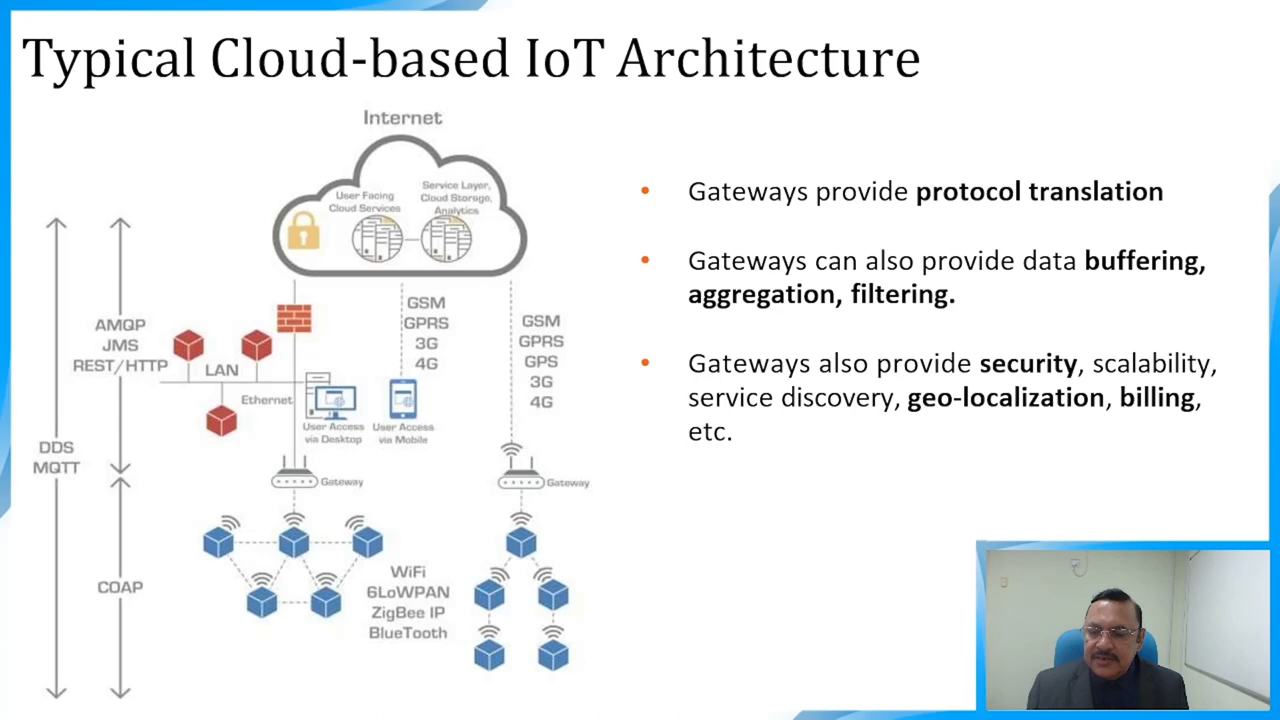 Typical Cloud-based IoT Architecture
Internet
User Facing
Cloud Services
Service Layer,
Cloud Storage,
Analytics
AMQP
JMS
REST/HTTP
DDS
MQTT
COAP
LAN
Ethernet
GSM
GPRS
3G
4G
GSM
GPRS
GPS
3G
4G
User Access
via Desktop
User Access
via Mobile
Gateway
Gateway
WiFi
6LoWPAN
ZigBee IP
BlueTooth
• Gateways provide protocol translation
• Gateways can also provide data buffering,
aggregation, filtering.
• Gateways also provide security, scalability,
service discovery, geo-localization, billing,
etc.